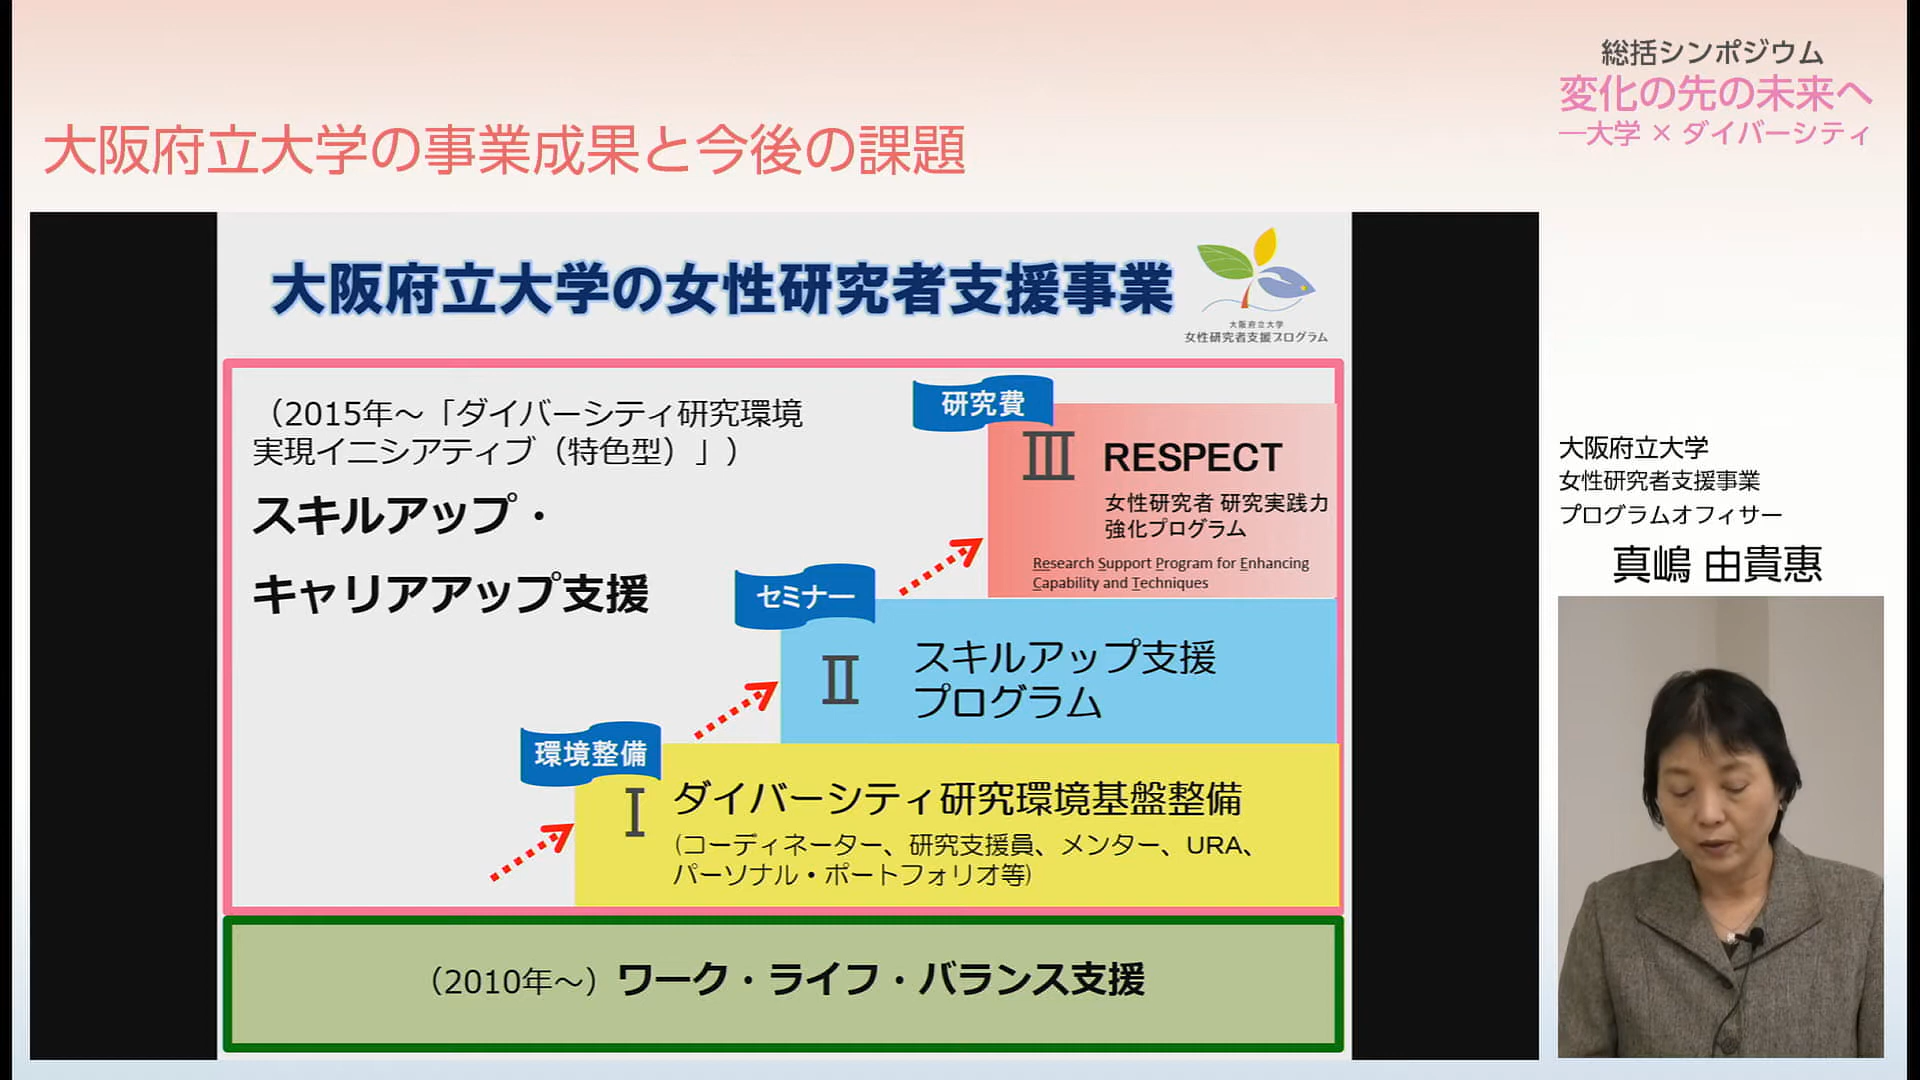 総括シンポジウム
変化の先の未来へ
―大学 × ダイバーシティ
大阪府立大学の事業成果と今後の課題
大阪府立大学の女性研究者支援事業
大阪府立大学
女性研究者支援プログラム
（2015年～「ダイバーシティ研究環境
実現イニシアティブ（特色型）」）
スキルアップ・
キャリアアップ支援
研究費
Ⅲ RESPECT
女性研究者 研究実践力
強化プログラム
Research Support Program for Enhancing
Capability and Techniques
セミナー
Ⅱ スキルアップ支援
プログラム
環境整備
Ⅰ ダイバーシティ研究環境基盤整備
(コーディネーター、研究支援員、メンター、URA、
パーソナル・ポートフォリオ等)
（2010年～）ワーク・ライフ・バランス支援
大阪府立大学
女性研究者支援事業
プログラムオフィサー
真嶋 由貴惠